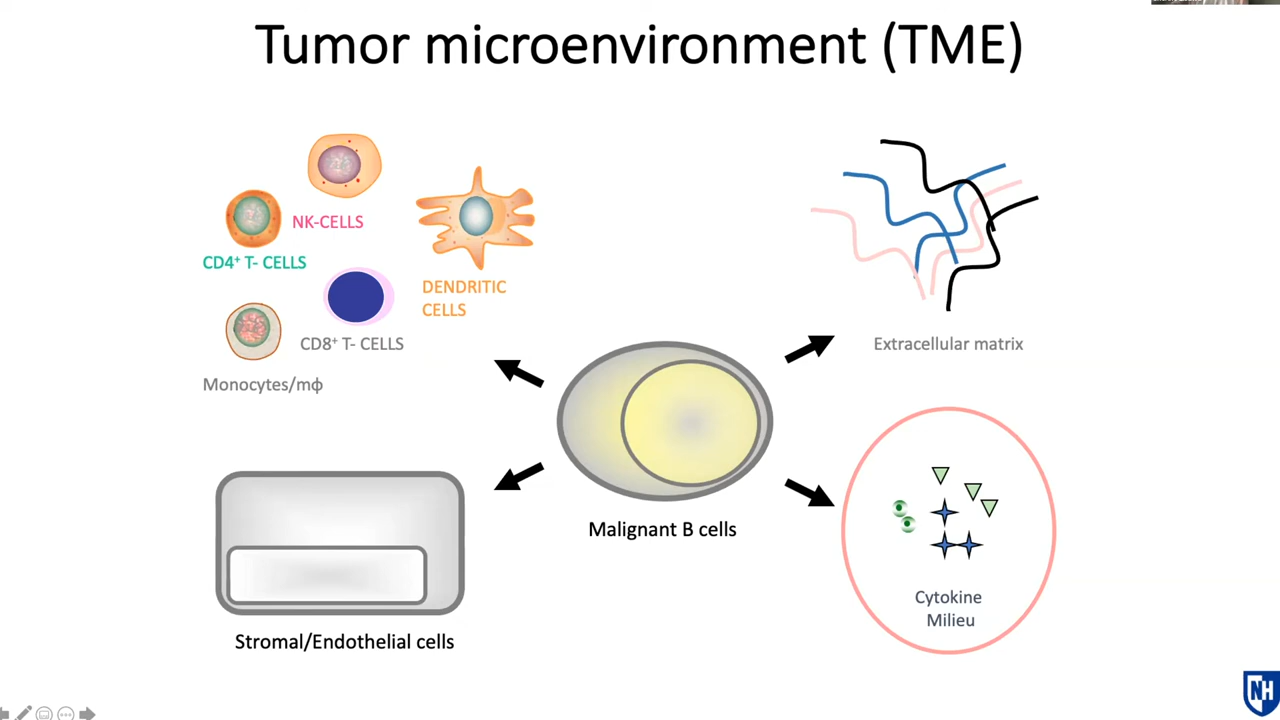 Tumor microenvironment (TME)
NK-CELLS
CD4⁺ T- CELLS
DENDRITIC
CELLS
CD8⁺ T- CELLS
Monocytes/mϕ
Extracellular matrix
Malignant B cells
Cytokine
Milieu
Stromal/Endothelial cells
NH